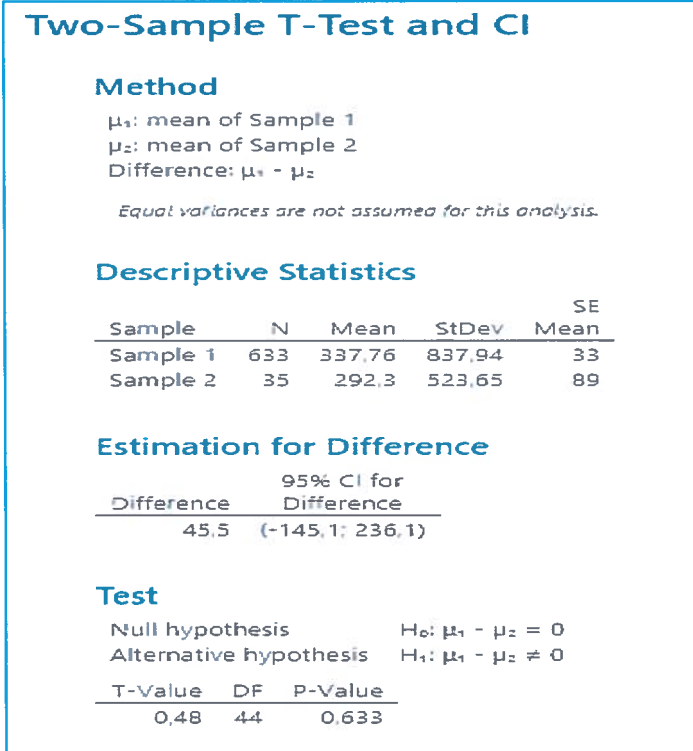 Two-Sample T-Test and CI
Method
μ₁: mean of Sample 1
μ₂: mean of Sample 2
Difference: μ₁ - μ₂
Equal variances are not assumed for this analysis.
Descriptive Statistics
SE
Sample N Mean StDev Mean
Sample 1 633 337,76 837,94 33
Sample 2 35 292,3 523,65 89
Estimation for Difference
95% CI for
Difference Difference
45,5 (-145,1; 236,1)
Test
Null hypothesis H₀: μ₁ - μ₂ = 0
Alternative hypothesis H₁: μ₁ - μ₂ ≠ 0
T-Value DF P-Value
0,48 44 0,633